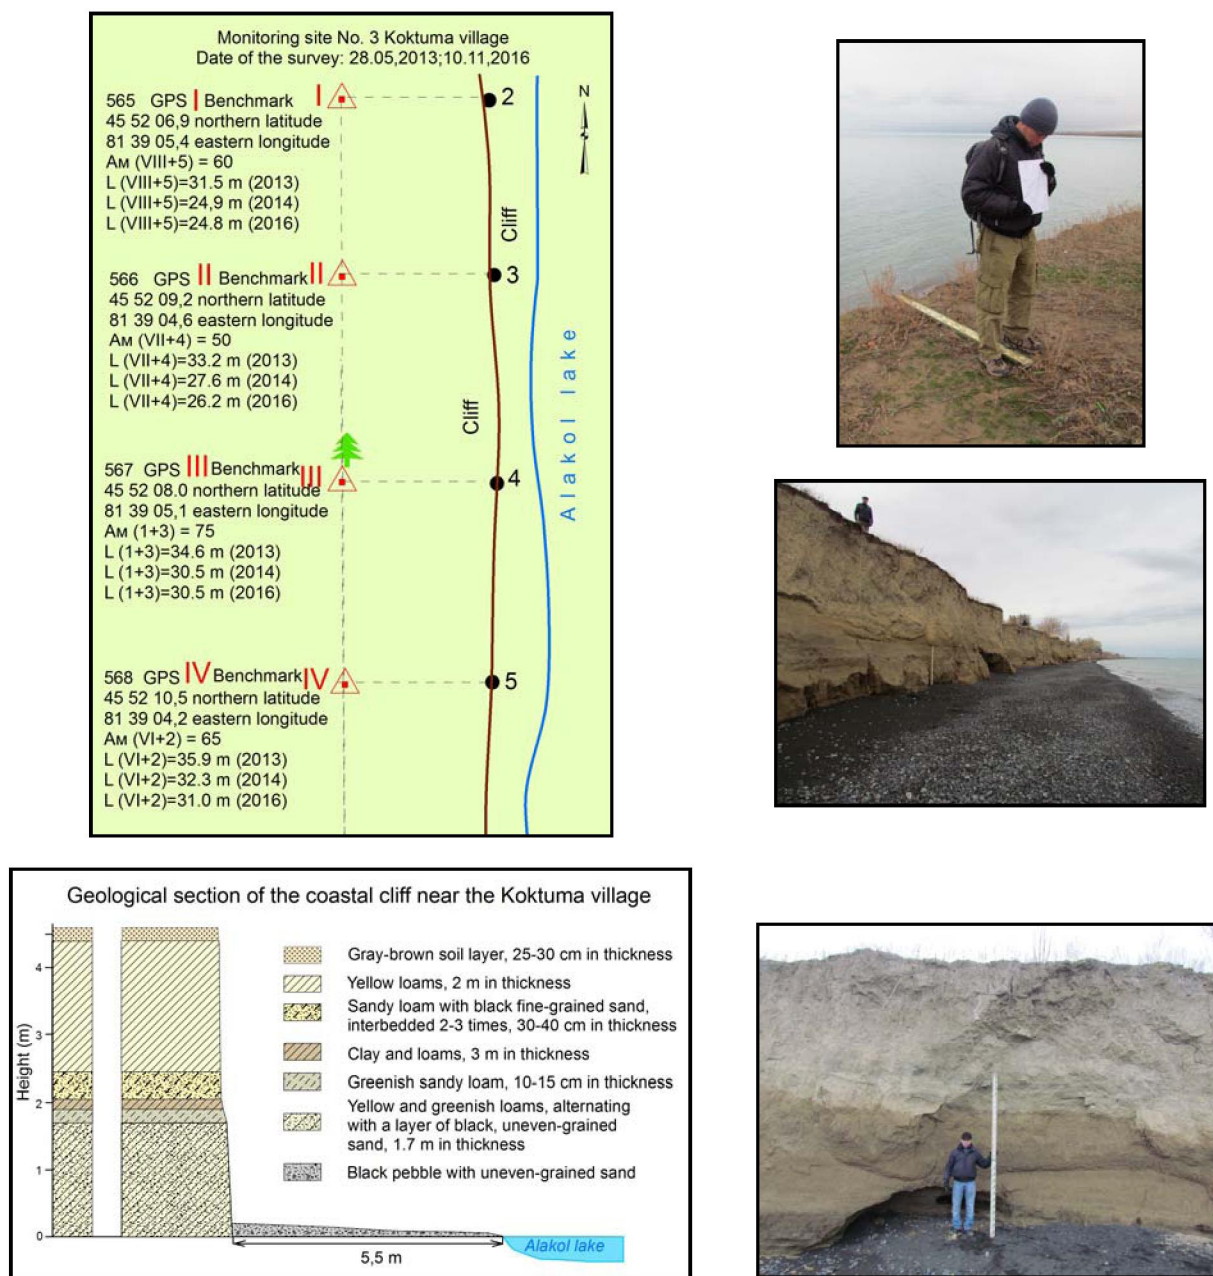 Monitoring site No. 3 Koktuma village
Date of the survey: 28.05,2013;10.11,2016
565 GPS I Benchmark I
45 52 06,9 northern latitude
81 39 05,4 eastern longitude
Aм (VIII+5) = 60
L (VIII+5)=31.5 m (2013)
L (VIII+5)=24,9 m (2014)
L (VIII+5)=24.8 m (2016)
2
N
Cliff
566 GPS II Benchmark II
45 52 09,2 northern latitude
81 39 04,6 eastern longitude
Aм (VII+4) = 50
L (VII+4)=33.2 m (2013)
L (VII+4)=27.6 m (2014)
L (VII+4)=26.2 m (2016)
3
Cliff
Alakol lake
567 GPS III Benchmark III
45 52 08.0 northern latitude
81 39 05,1 eastern longitude
Aм (1+3) = 75
L (1+3)=34.6 m (2013)
L (1+3)=30.5 m (2014)
L (1+3)=30.5 m (2016)
4
568 GPS IV Benchmark IV
45 52 10,5 northern latitude
81 39 04,2 eastern longitude
Aм (VI+2) = 65
L (VI+2)=35.9 m (2013)
L (VI+2)=32.3 m (2014)
L (VI+2)=31.0 m (2016)
5
Geological section of the coastal cliff near the Koktuma village
Height (m)
4
3
2
1
0
Gray-brown soil layer, 25-30 cm in thickness
Yellow loams, 2 m in thickness
Sandy loam with black fine-grained sand,
interbedded 2-3 times, 30-40 cm in thickness
Clay and loams, 3 m in thickness
Greenish sandy loam, 10-15 cm in thickness
Yellow and greenish loams, alternating
with a layer of black, uneven-grained
sand, 1.7 m in thickness
Black pebble with uneven-grained sand
5,5 m
Alakol lake